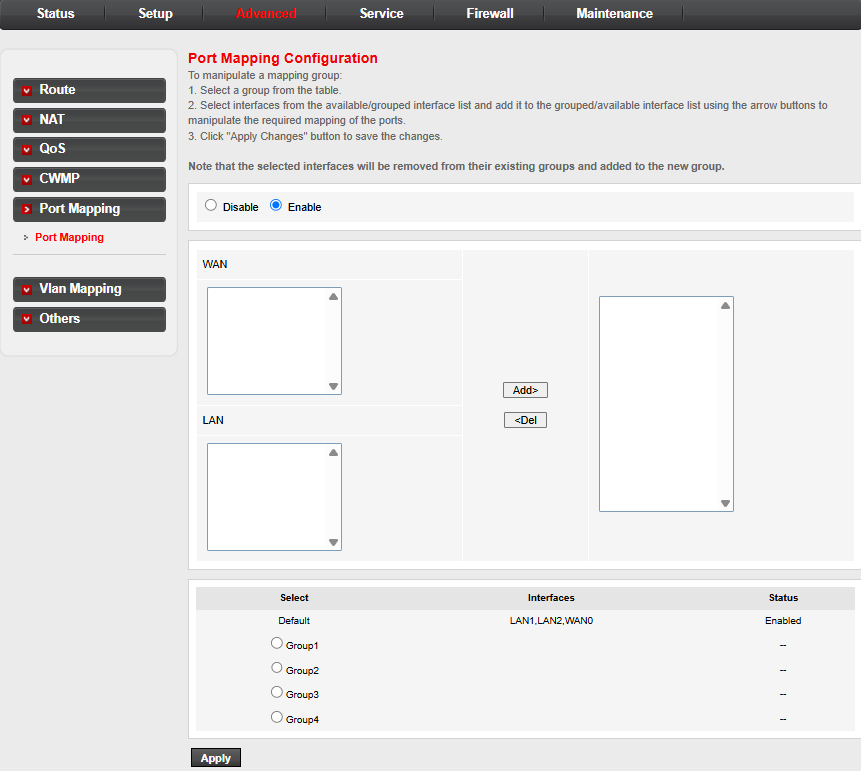 Status Setup Advanced Service Firewall Maintenance
Route
NAT
QoS
CWMP
Port Mapping
Port Mapping
Vlan Mapping
Others
Port Mapping Configuration
To manipulate a mapping group:
1. Select a group from the table.
2. Select interfaces from the available/grouped interface list and add it to the grouped/available interface list using the arrow buttons to
manipulate the required mapping of the ports.
3. Click "Apply Changes" button to save the changes.
Note that the selected interfaces will be removed from their existing groups and added to the new group.
Disable Enable
WAN
Add>
<Del
LAN
Select Interfaces Status
Default LAN1,LAN2,WAN0 Enabled
Group1 --
Group2 --
Group3 --
Group4 --
Apply